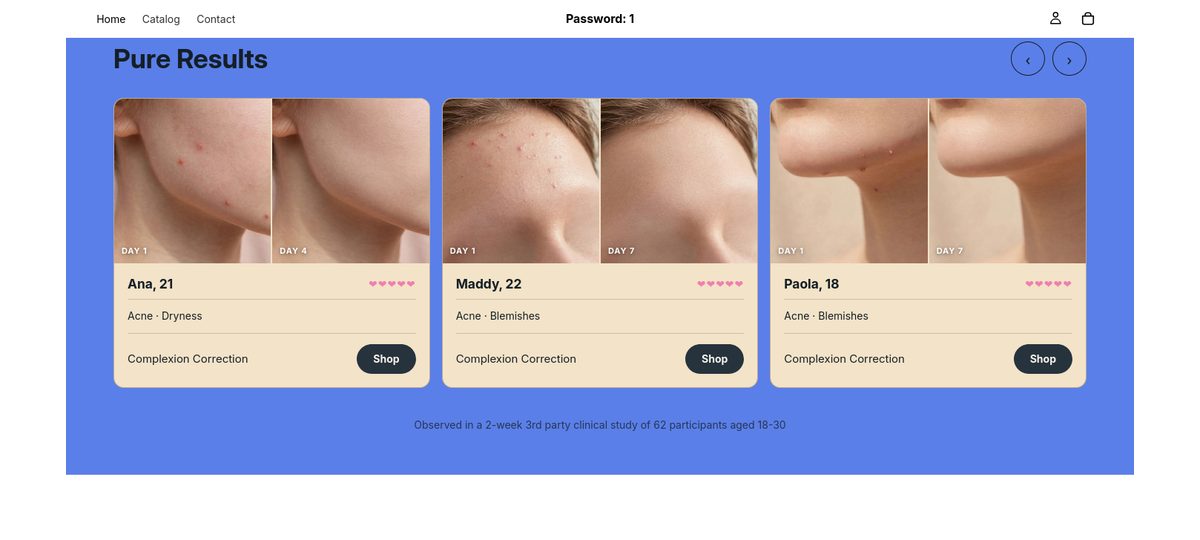 Home Catalog Contact
Password: 1
Pure Results
‹ ›
DAY 1 DAY 4
DAY 1 DAY 7
DAY 1 DAY 7
Ana, 21 ❤❤❤❤❤
Acne · Dryness
Complexion Correction Shop
Maddy, 22 ❤❤❤❤❤
Acne · Blemishes
Complexion Correction Shop
Paola, 18 ❤❤❤❤❤
Acne · Blemishes
Complexion Correction Shop
Observed in a 2-week 3rd party clinical study of 62 participants aged 18-30